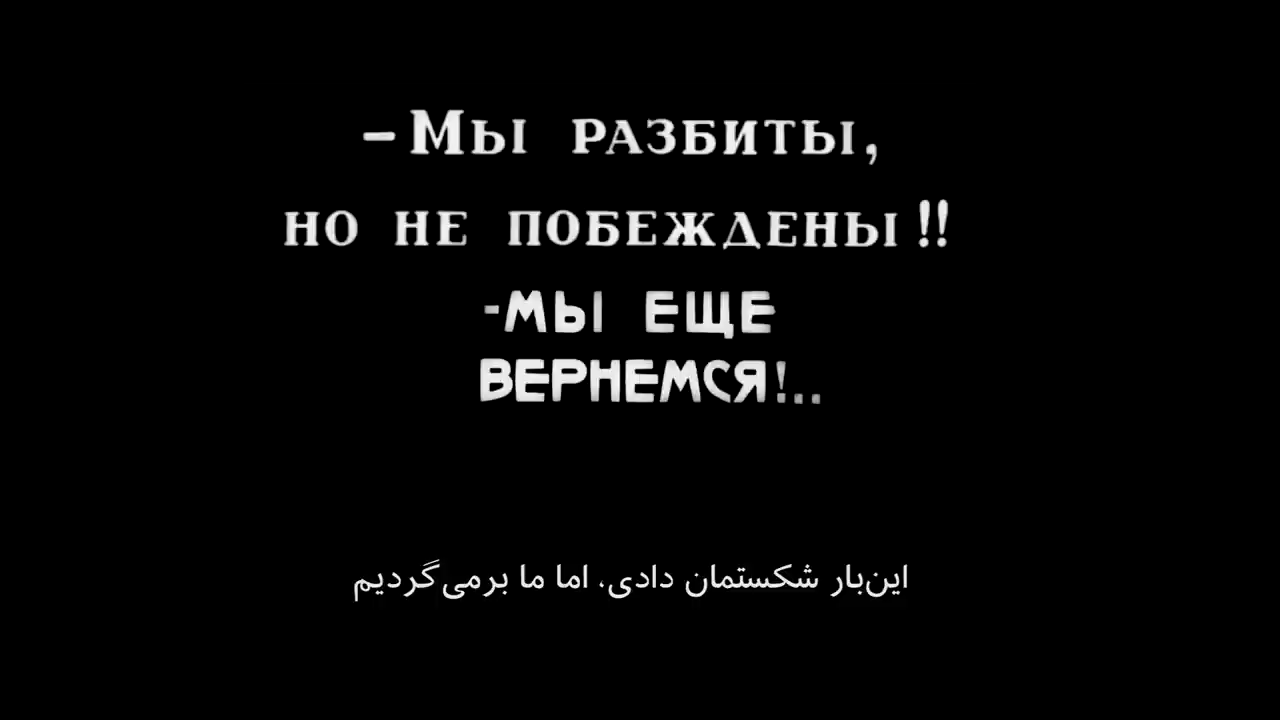 – Мы РАЗБИТЫ,
НО НЕ ПОБЕЖДЕНЫ!!
-МЫ ЕЩЕ
ВЕРНЕМСЯ!..
این‌بار شکستمان دادی، اما ما برمی‌گردیم